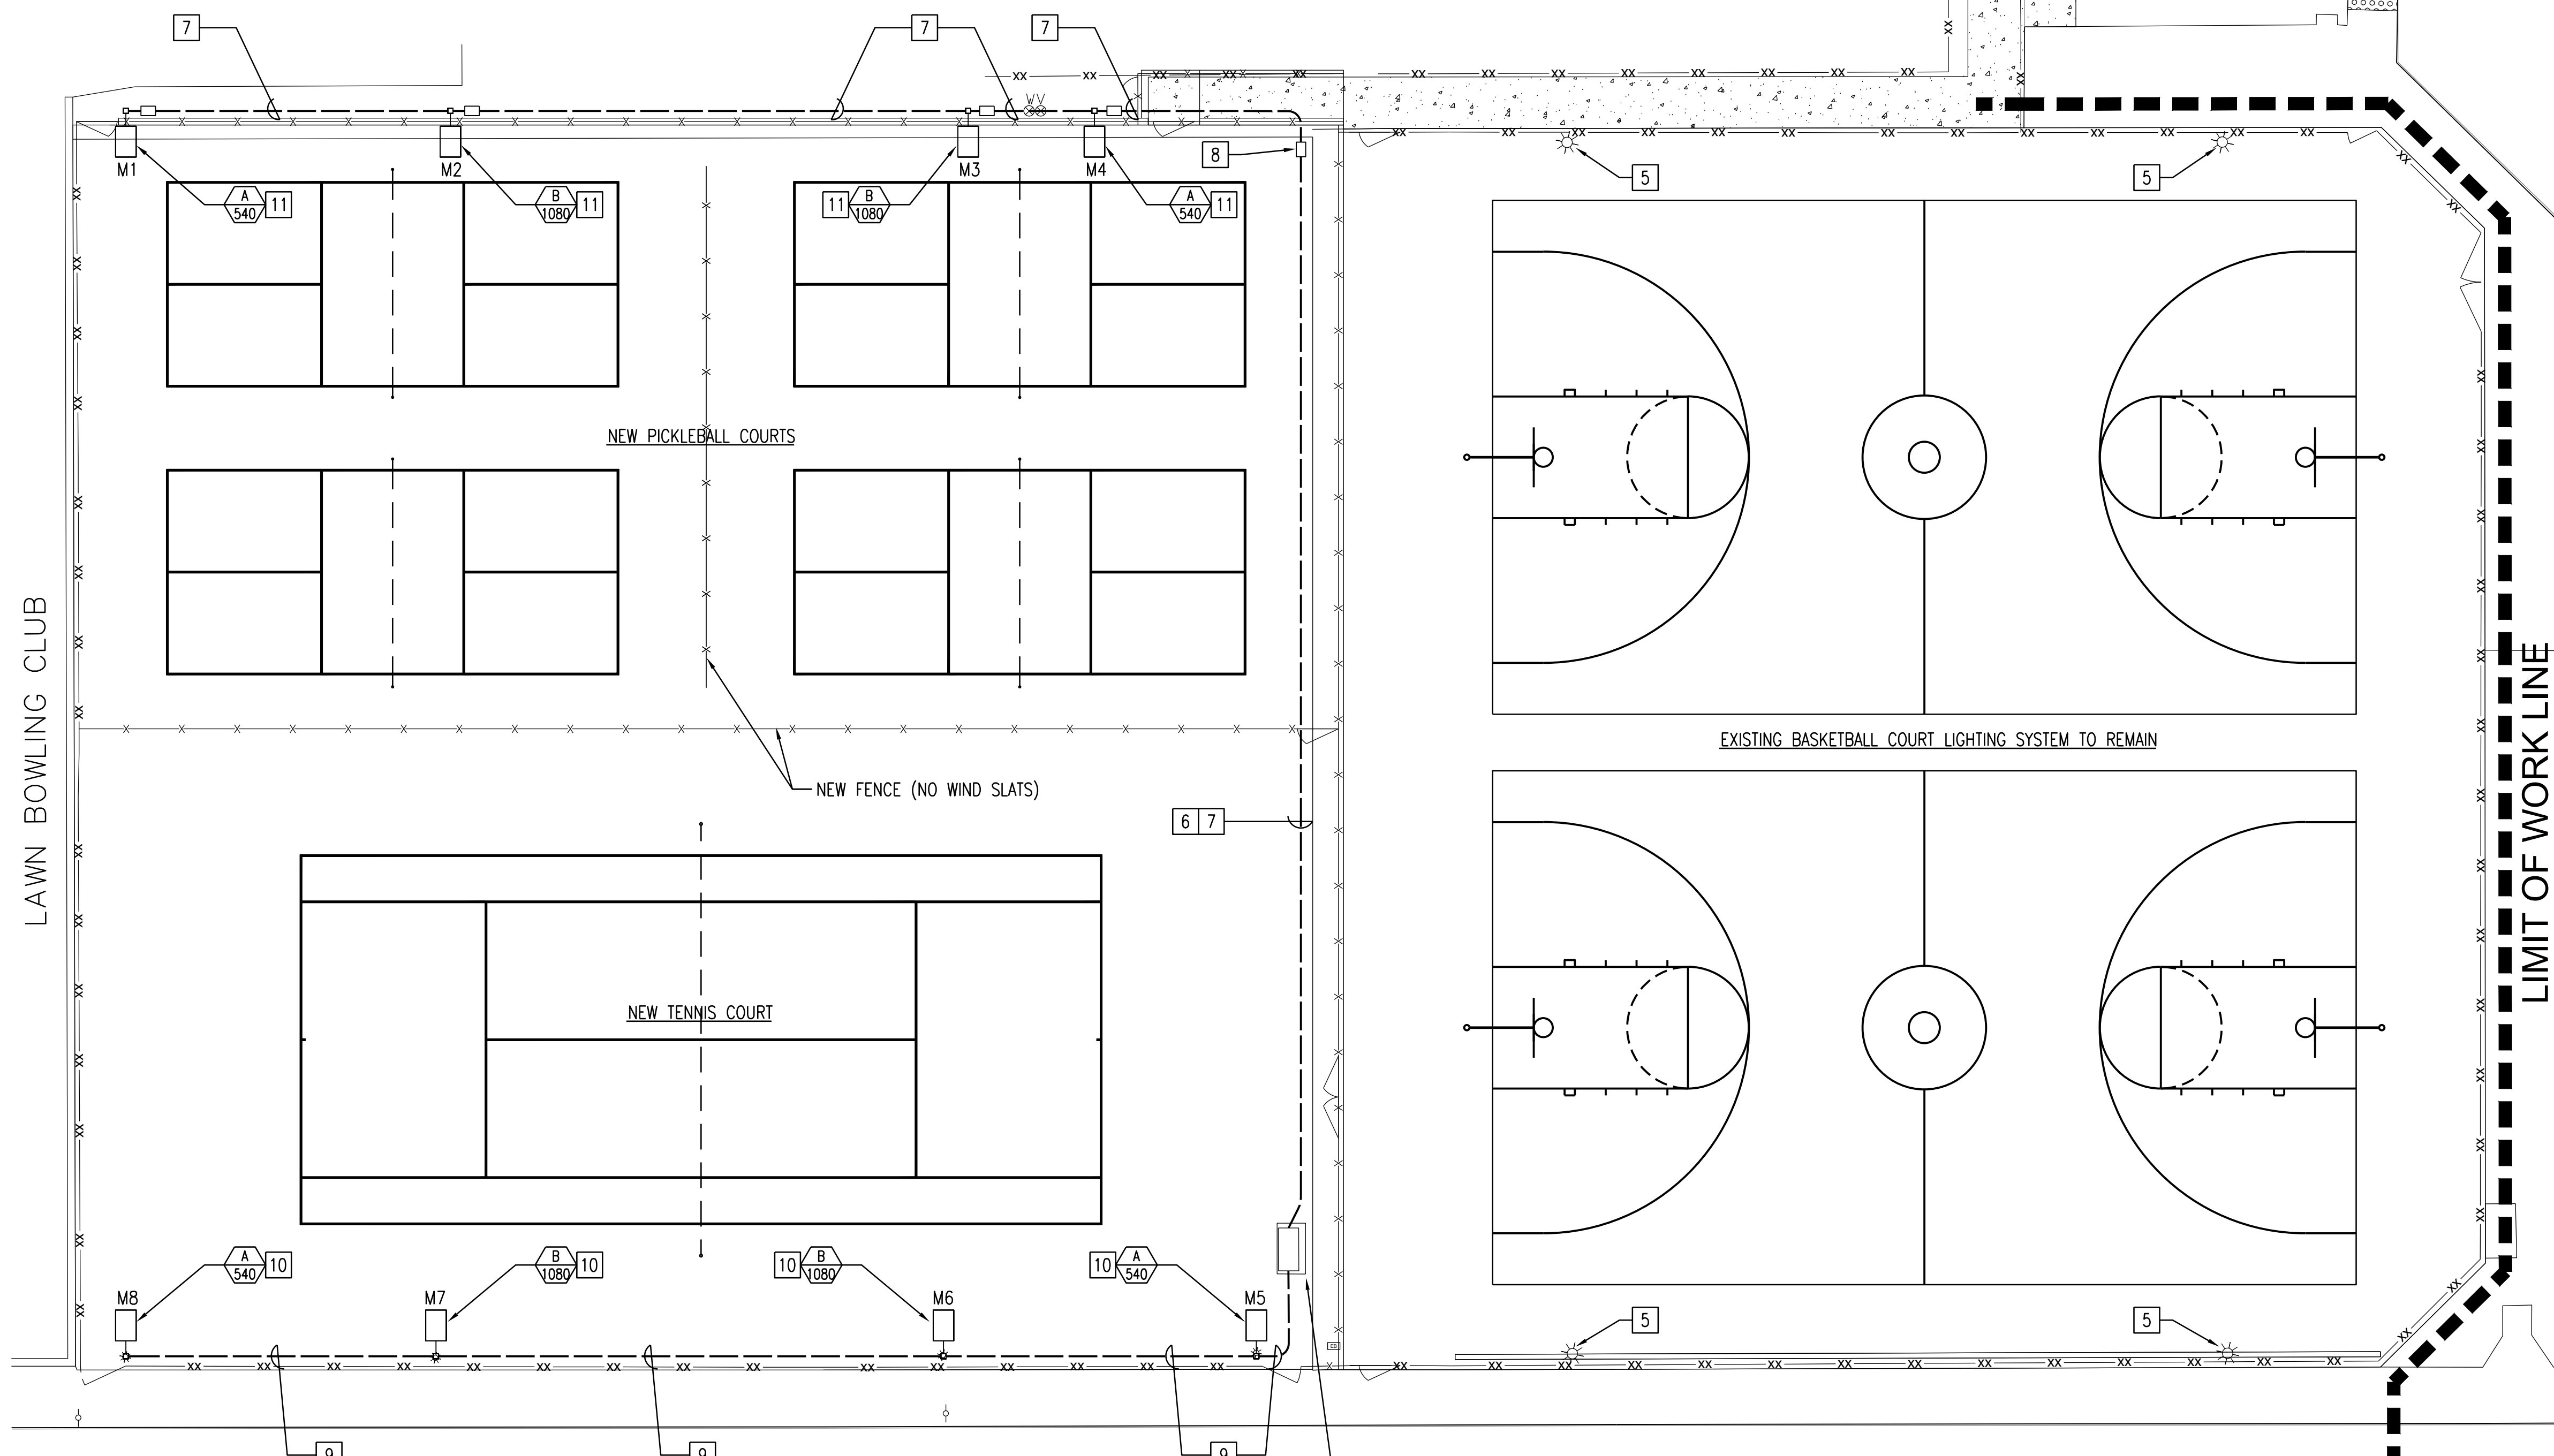 7
7
7
WV
8
5
5
M1
M2
M3
M4
A
540
11
B
1080
11
11
B
1080
A
540
11
NEW PICKLEBALL COURTS
LAWN BOWLING CLUB
EXISTING BASKETBALL COURT LIGHTING SYSTEM TO REMAIN
LIMIT OF WORK LINE
NEW FENCE (NO WIND SLATS)
6 7
NEW TENNIS COURT
A
540
10
B
1080
10
10
B
1080
10
A
540
M8
M7
M6
M5
5
5
9
9
9